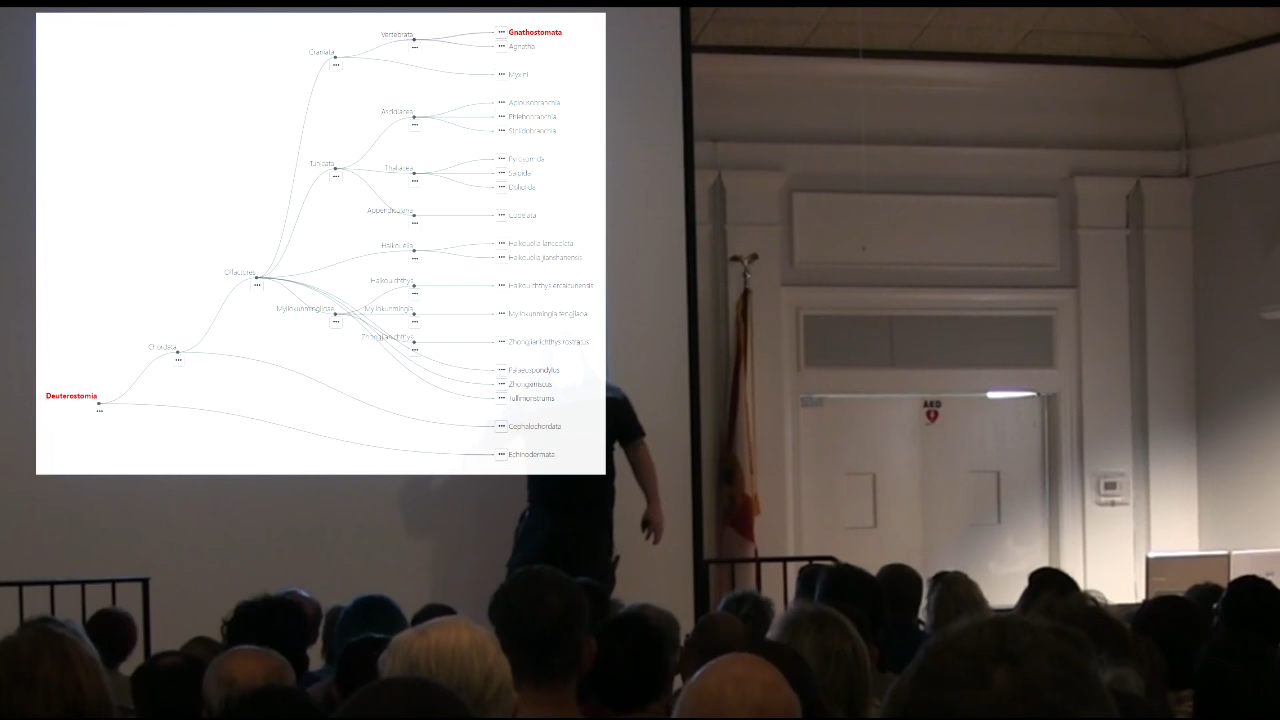 Vertebrata
Gnathostomata
Agnatha
Craniata
Myxini
Aplousobranchia
Ascidiacea
Phlebobranchia
Stolidobranchia
Pyrosomida
Tunicata
Thaliacea
Salpida
Doliolida
Appendicularia
Copelata
Haikouella
Haikouella lanceolata
Haikouella jianshanensis
Olfactores
Haikouichthys
Haikouichthys ercaicunensis
Myllokunmingiidae
Myllokunmingia
Myllokunmingia fengjiaoa
Zhongjianichthys
Zhongjianichthys rostratus
Chordata
Palaeospondylus
Zhongxiniscus
Tullimonstrum
Deuterostomia
Cephalochordata
Echinodermata
AED